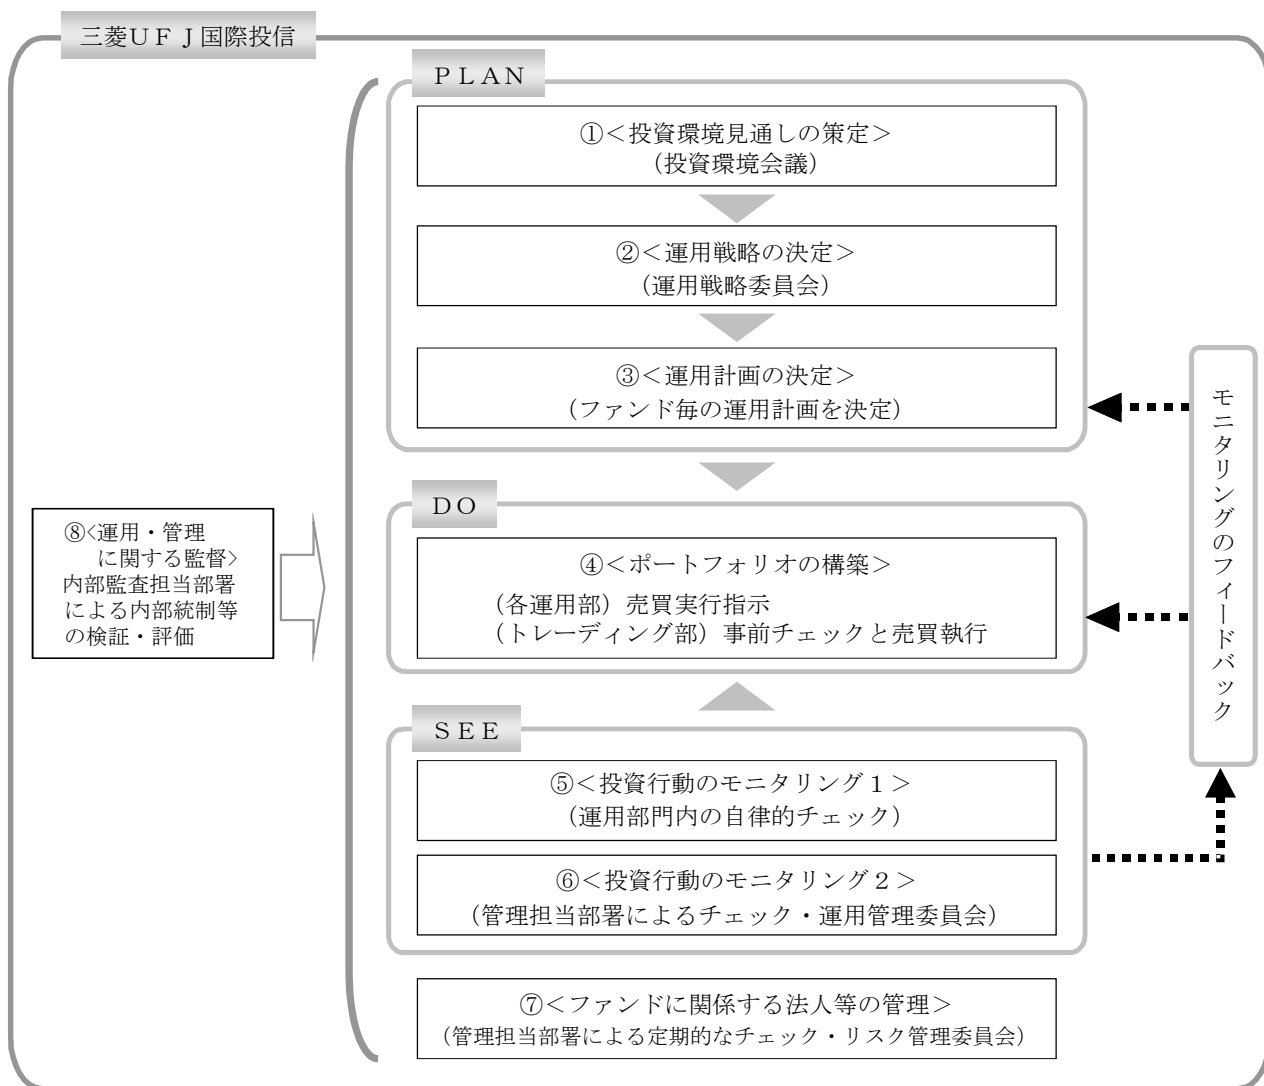 三菱UFJ国際投信
PLAN
①<投資環境見通しの策定>
(投資環境会議)
②<運用戦略の決定>
(運用戦略委員会)
③<運用計画の決定>
(ファンド毎の運用計画を決定)
DO
④<ポートフォリオの構築>
(各運用部)売買実行指示
(トレーディング部)事前チェックと売買執行
SEE
⑤<投資行動のモニタリング1>
(運用部門内の自律的チェック)
⑥<投資行動のモニタリング2>
(管理担当部署によるチェック・運用管理委員会)
⑦<ファンドに関係する法人等の管理>
(管理担当部署による定期的なチェック・リスク管理委員会)
⑧<運用・管理
に関する監督>
内部監査担当部署
による内部統制等
の検証・評価
モニタリングのフィードバック